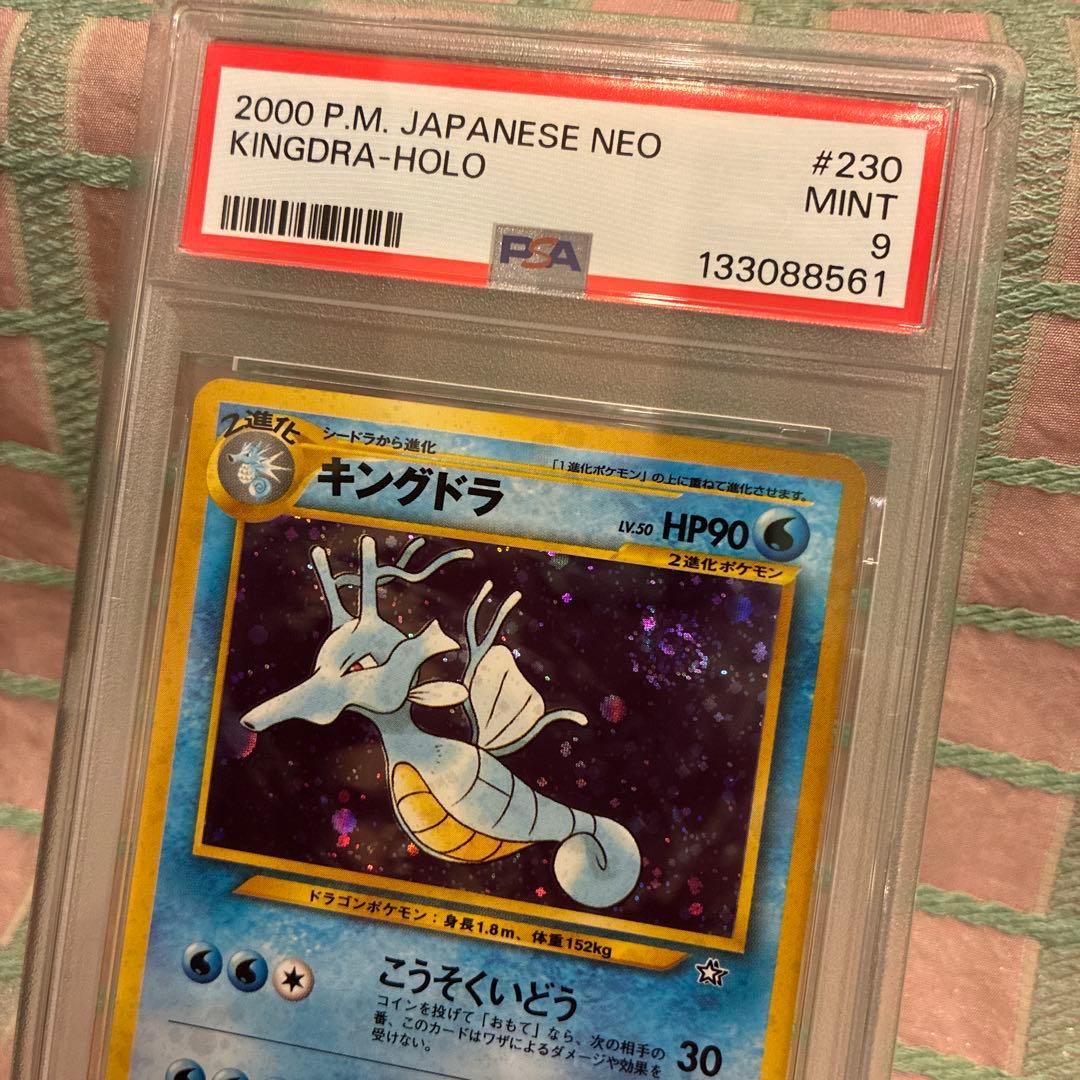 2000 P.M. JAPANESE NEO #230
KINGDRA-HOLO MINT
9
PSA 133088561
2進化 シードラから進化
「1進化ポケモン」の上に重ねて進化させます。
キングドラ LV.50 HP90
2進化ポケモン
ドラゴンポケモン：身長1.8m、体重152kg
こうそくいどう 30
コインを投げて「おもて」なら、次の相手の
番、このカードはワザによるダメージや効果を
受けない。